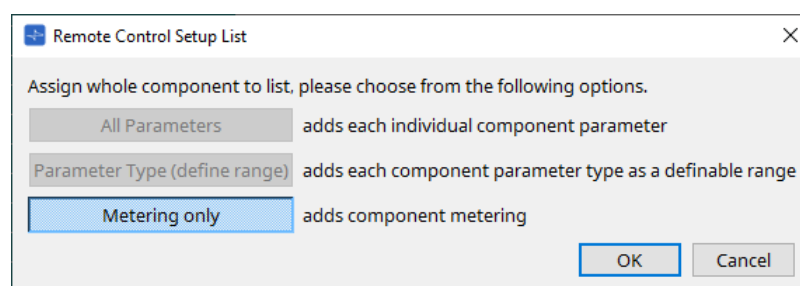 Remote Control Setup List
Assign whole component to list, please choose from the following options.
All Parameters adds each individual component parameter
Parameter Type (define range) adds each component parameter type as a definable range
Metering only adds component metering
OK Cancel